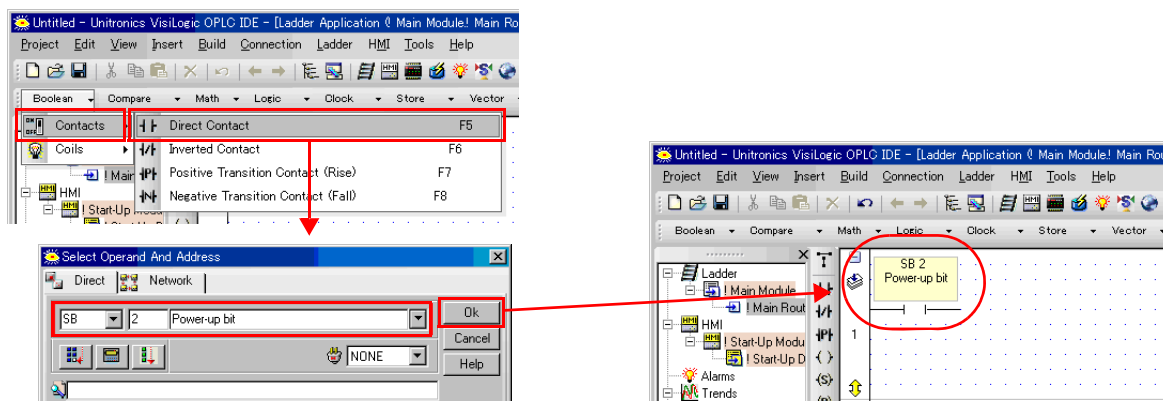 Untitled - Unitronics VisiLogic OPLC IDE - [Ladder Application (! Main Module.! Main Ro
Project Edit View Insert Build Connection Ladder HMI Tools Help
Boolean Compare Math Logic Clock Store Vector
Contacts
Direct Contact F5
Coils
Inverted Contact F6
! Main
Positive Transition Contact (Rise) F7
HMI
Negative Transition Contact (Fall) F8
! Start-Up Modu
Select Operand And Address
Direct Network
SB 2 Power-up bit
Ok
Cancel
NONE
Help
Untitled - Unitronics VisiLogic OPLC IDE - [Ladder Application (! Main Module.! Main Rou
Project Edit View Insert Build Connection Ladder HMI Tools Help
Boolean Compare Math Logic Clock Store Vector
Ladder
! Main Module
! Main Rout
HMI
! Start-Up Modu
! Start-Up D
Alarms
Trends
SB 2
Power-up bit
1